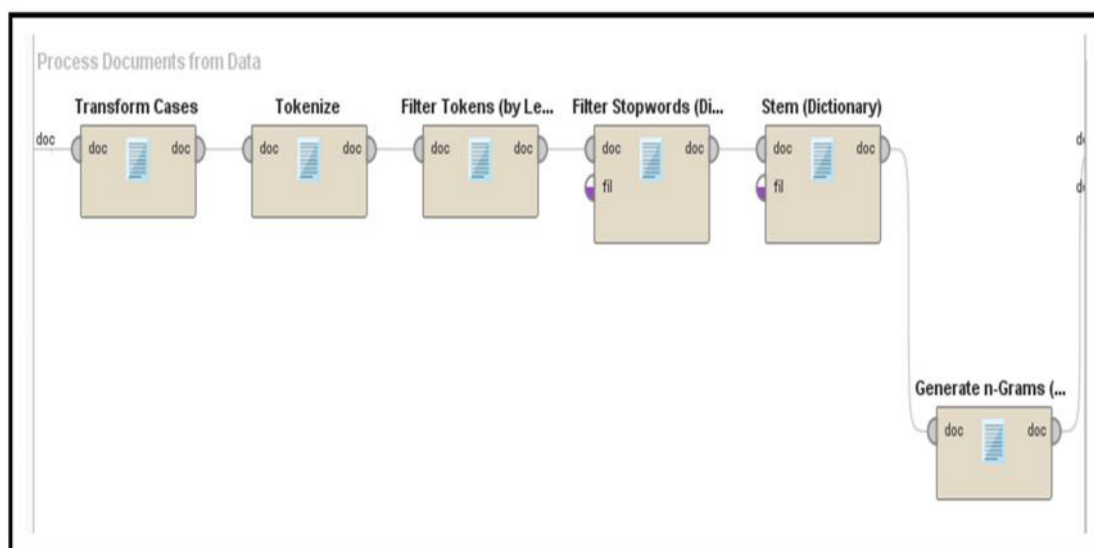 Process Documents from Data
Transform Cases
Tokenize
Filter Tokens (by Le...
Filter Stopwords (Di...
Stem (Dictionary)
doc
doc doc
doc doc
doc doc
doc doc
doc doc
fil
fil
Generate n-Grams (...
doc doc